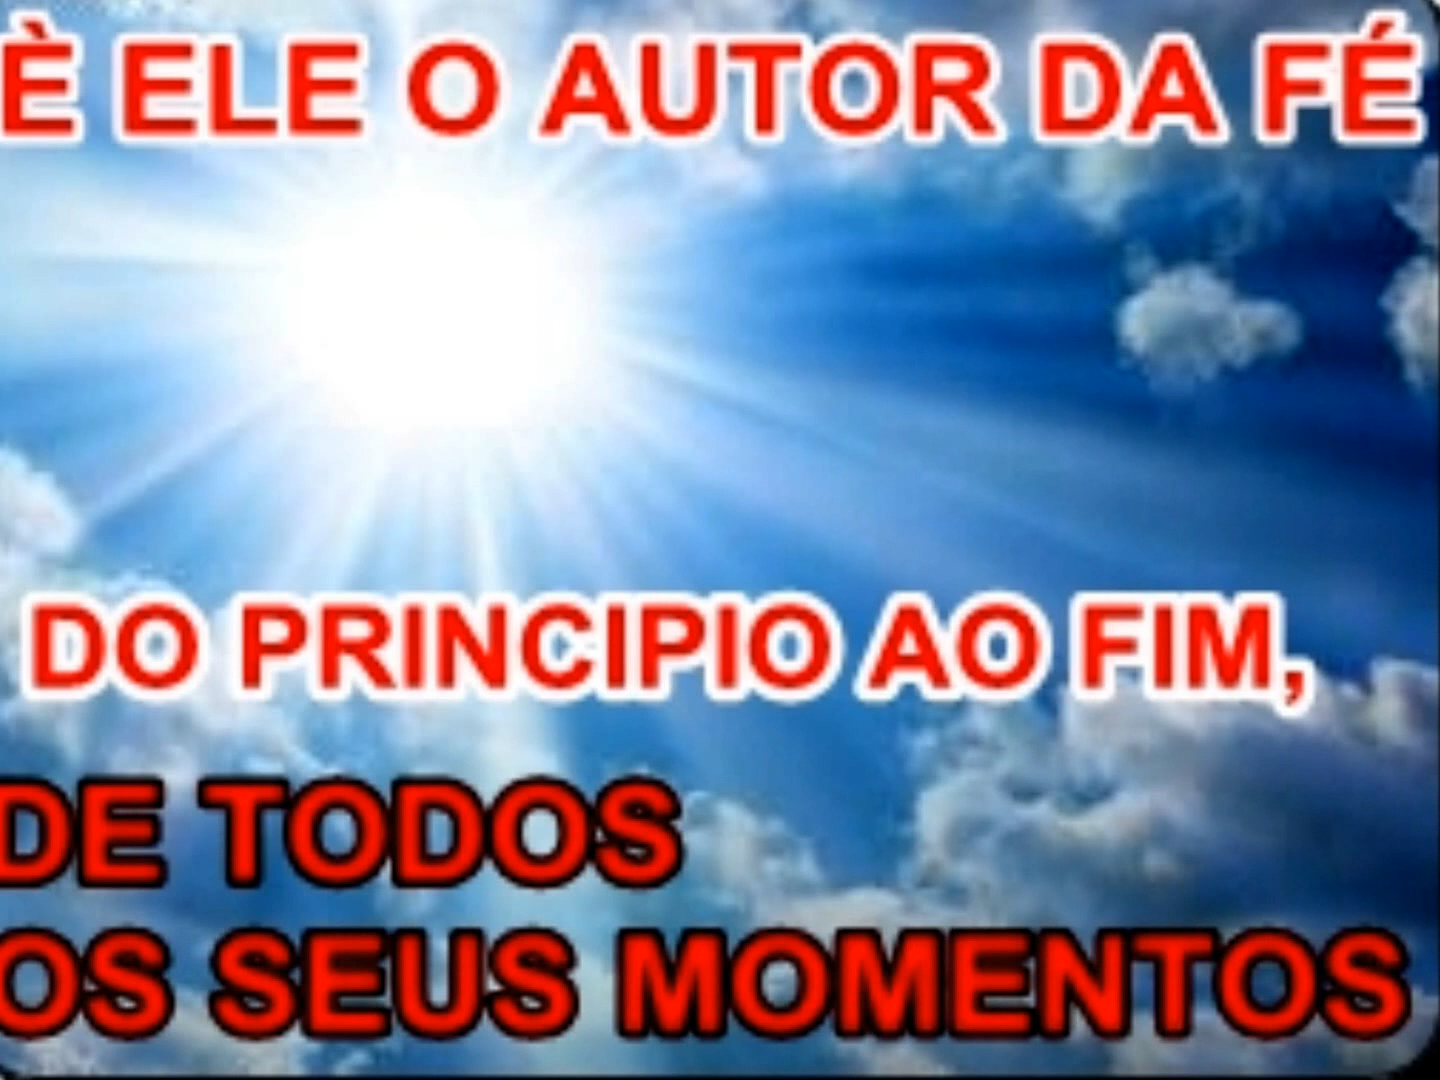 È ELE O AUTOR DA FÉ
DO PRINCIPIO AO FIM,
DE TODOS
OS SEUS MOMENTOS